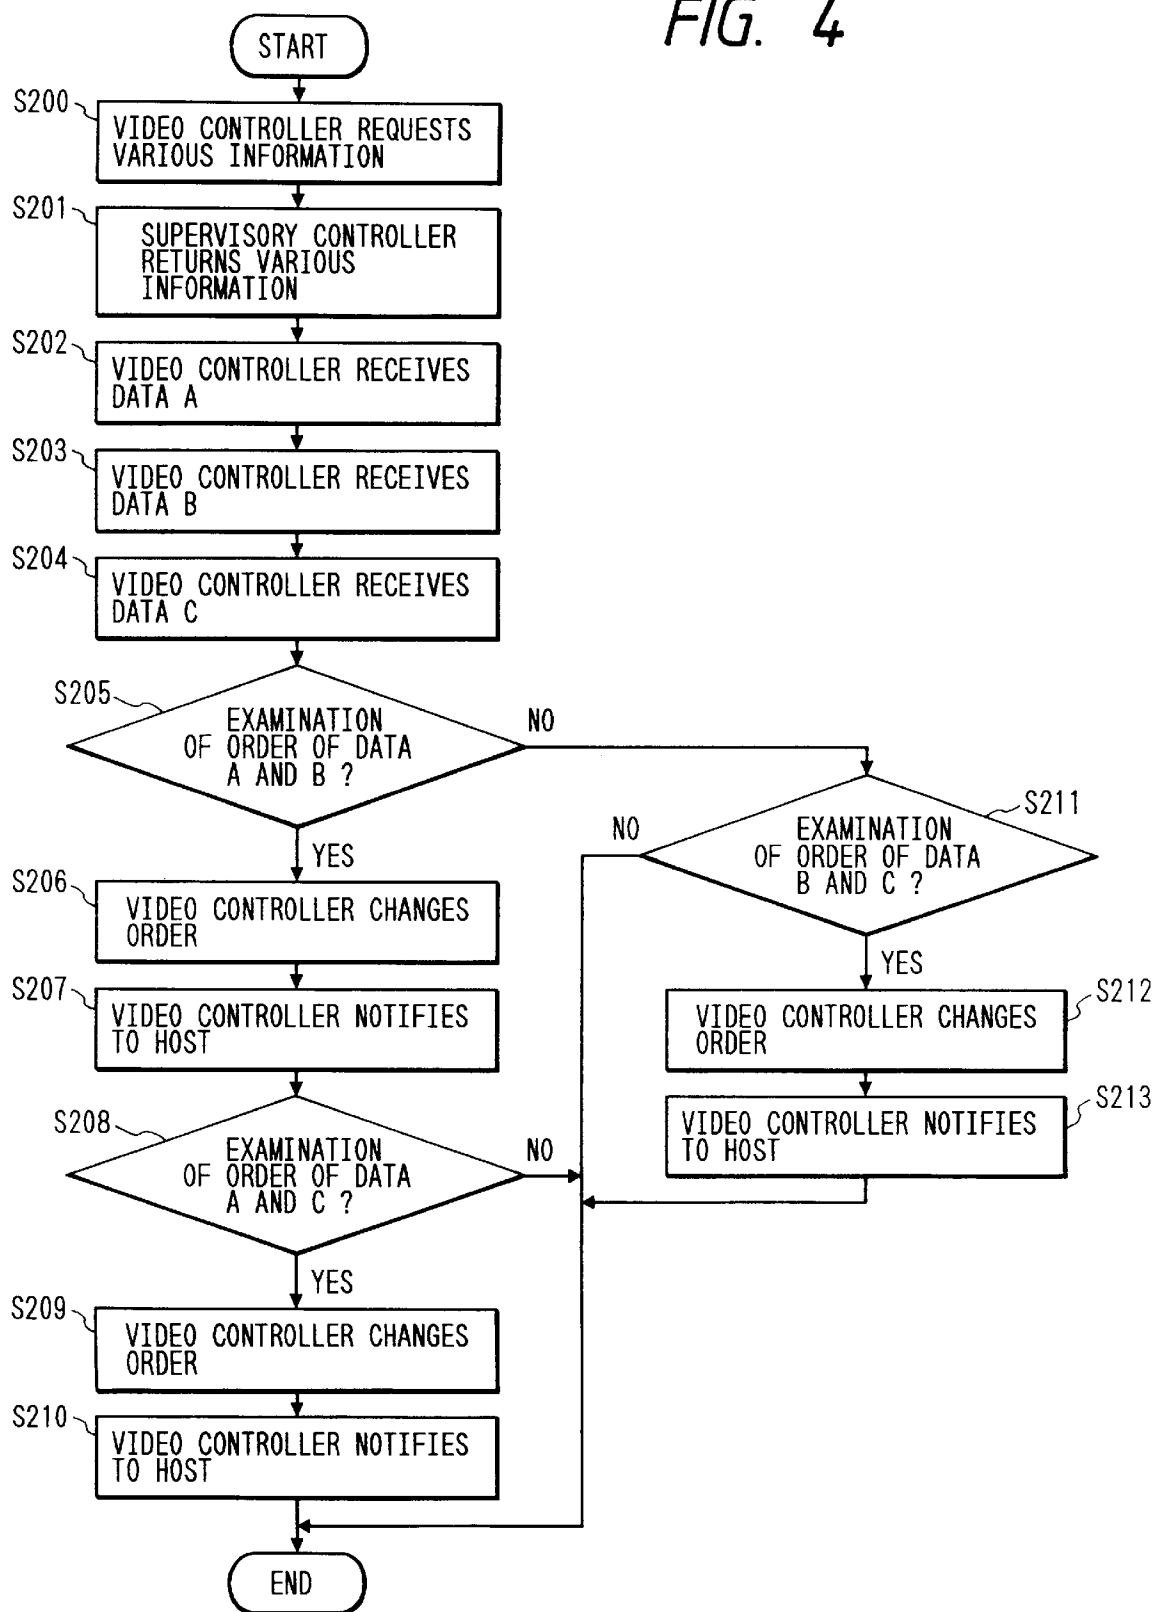 FIG. 4
START
S200
VIDEO CONTROLLER REQUESTS
VARIOUS INFORMATION
S201
SUPERVISORY CONTROLLER
RETURNS VARIOUS
INFORMATION
S202
VIDEO CONTROLLER RECEIVES
DATA A
S203
VIDEO CONTROLLER RECEIVES
DATA B
S204
VIDEO CONTROLLER RECEIVES
DATA C
S205
EXAMINATION
OF ORDER OF DATA
A AND B ?
NO
YES
S206
VIDEO CONTROLLER CHANGES
ORDER
S207
VIDEO CONTROLLER NOTIFIES
TO HOST
S208
EXAMINATION
OF ORDER OF DATA
A AND C ?
NO
YES
S209
VIDEO CONTROLLER CHANGES
ORDER
S210
VIDEO CONTROLLER NOTIFIES
TO HOST
END
S211
EXAMINATION
OF ORDER OF DATA
B AND C ?
NO
YES
S212
VIDEO CONTROLLER CHANGES
ORDER
S213
VIDEO CONTROLLER NOTIFIES
TO HOST